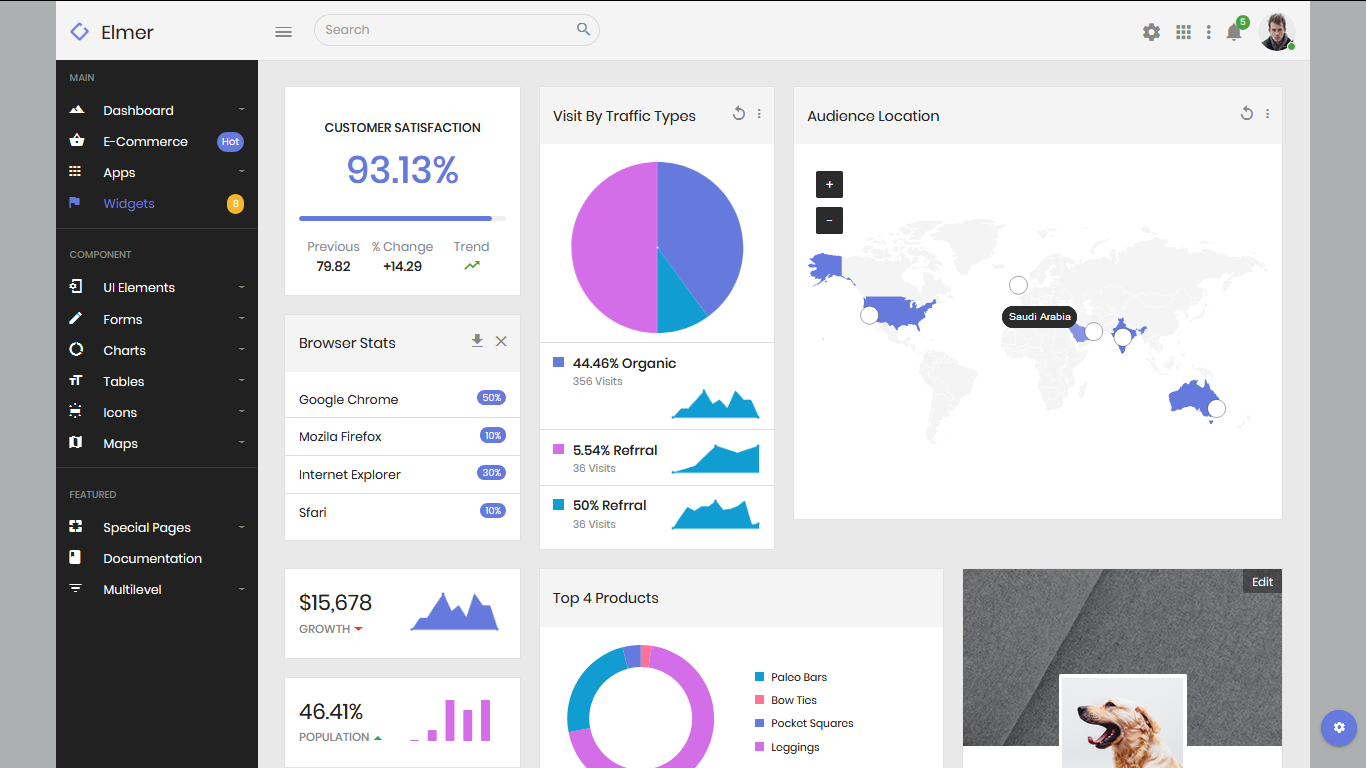 Elmer
Search
5
MAIN
Dashboard
E-Commerce Hot
Apps
Widgets 8
COMPONENT
UI Elements
Forms
Charts
Tables
Icons
Maps
FEATURED
Special Pages
Documentation
Multilevel
CUSTOMER SATISFACTION
93.13%
Previous % Change Trend
79.82 +14.29
Browser Stats
Google Chrome 50%
Mozila Firefox 10%
Internet Explorer 30%
Sfari 10%
Visit By Traffic Types
44.46% Organic
356 Visits
5.54% Refrral
36 Visits
50% Refrral
36 Visits
Audience Location
+
-
Saudi Arabia
$15,678
GROWTH
46.41%
POPULATION
Top 4 Products
Paleo Bars
Bow Ties
Pocket Squares
Leggings
Edit